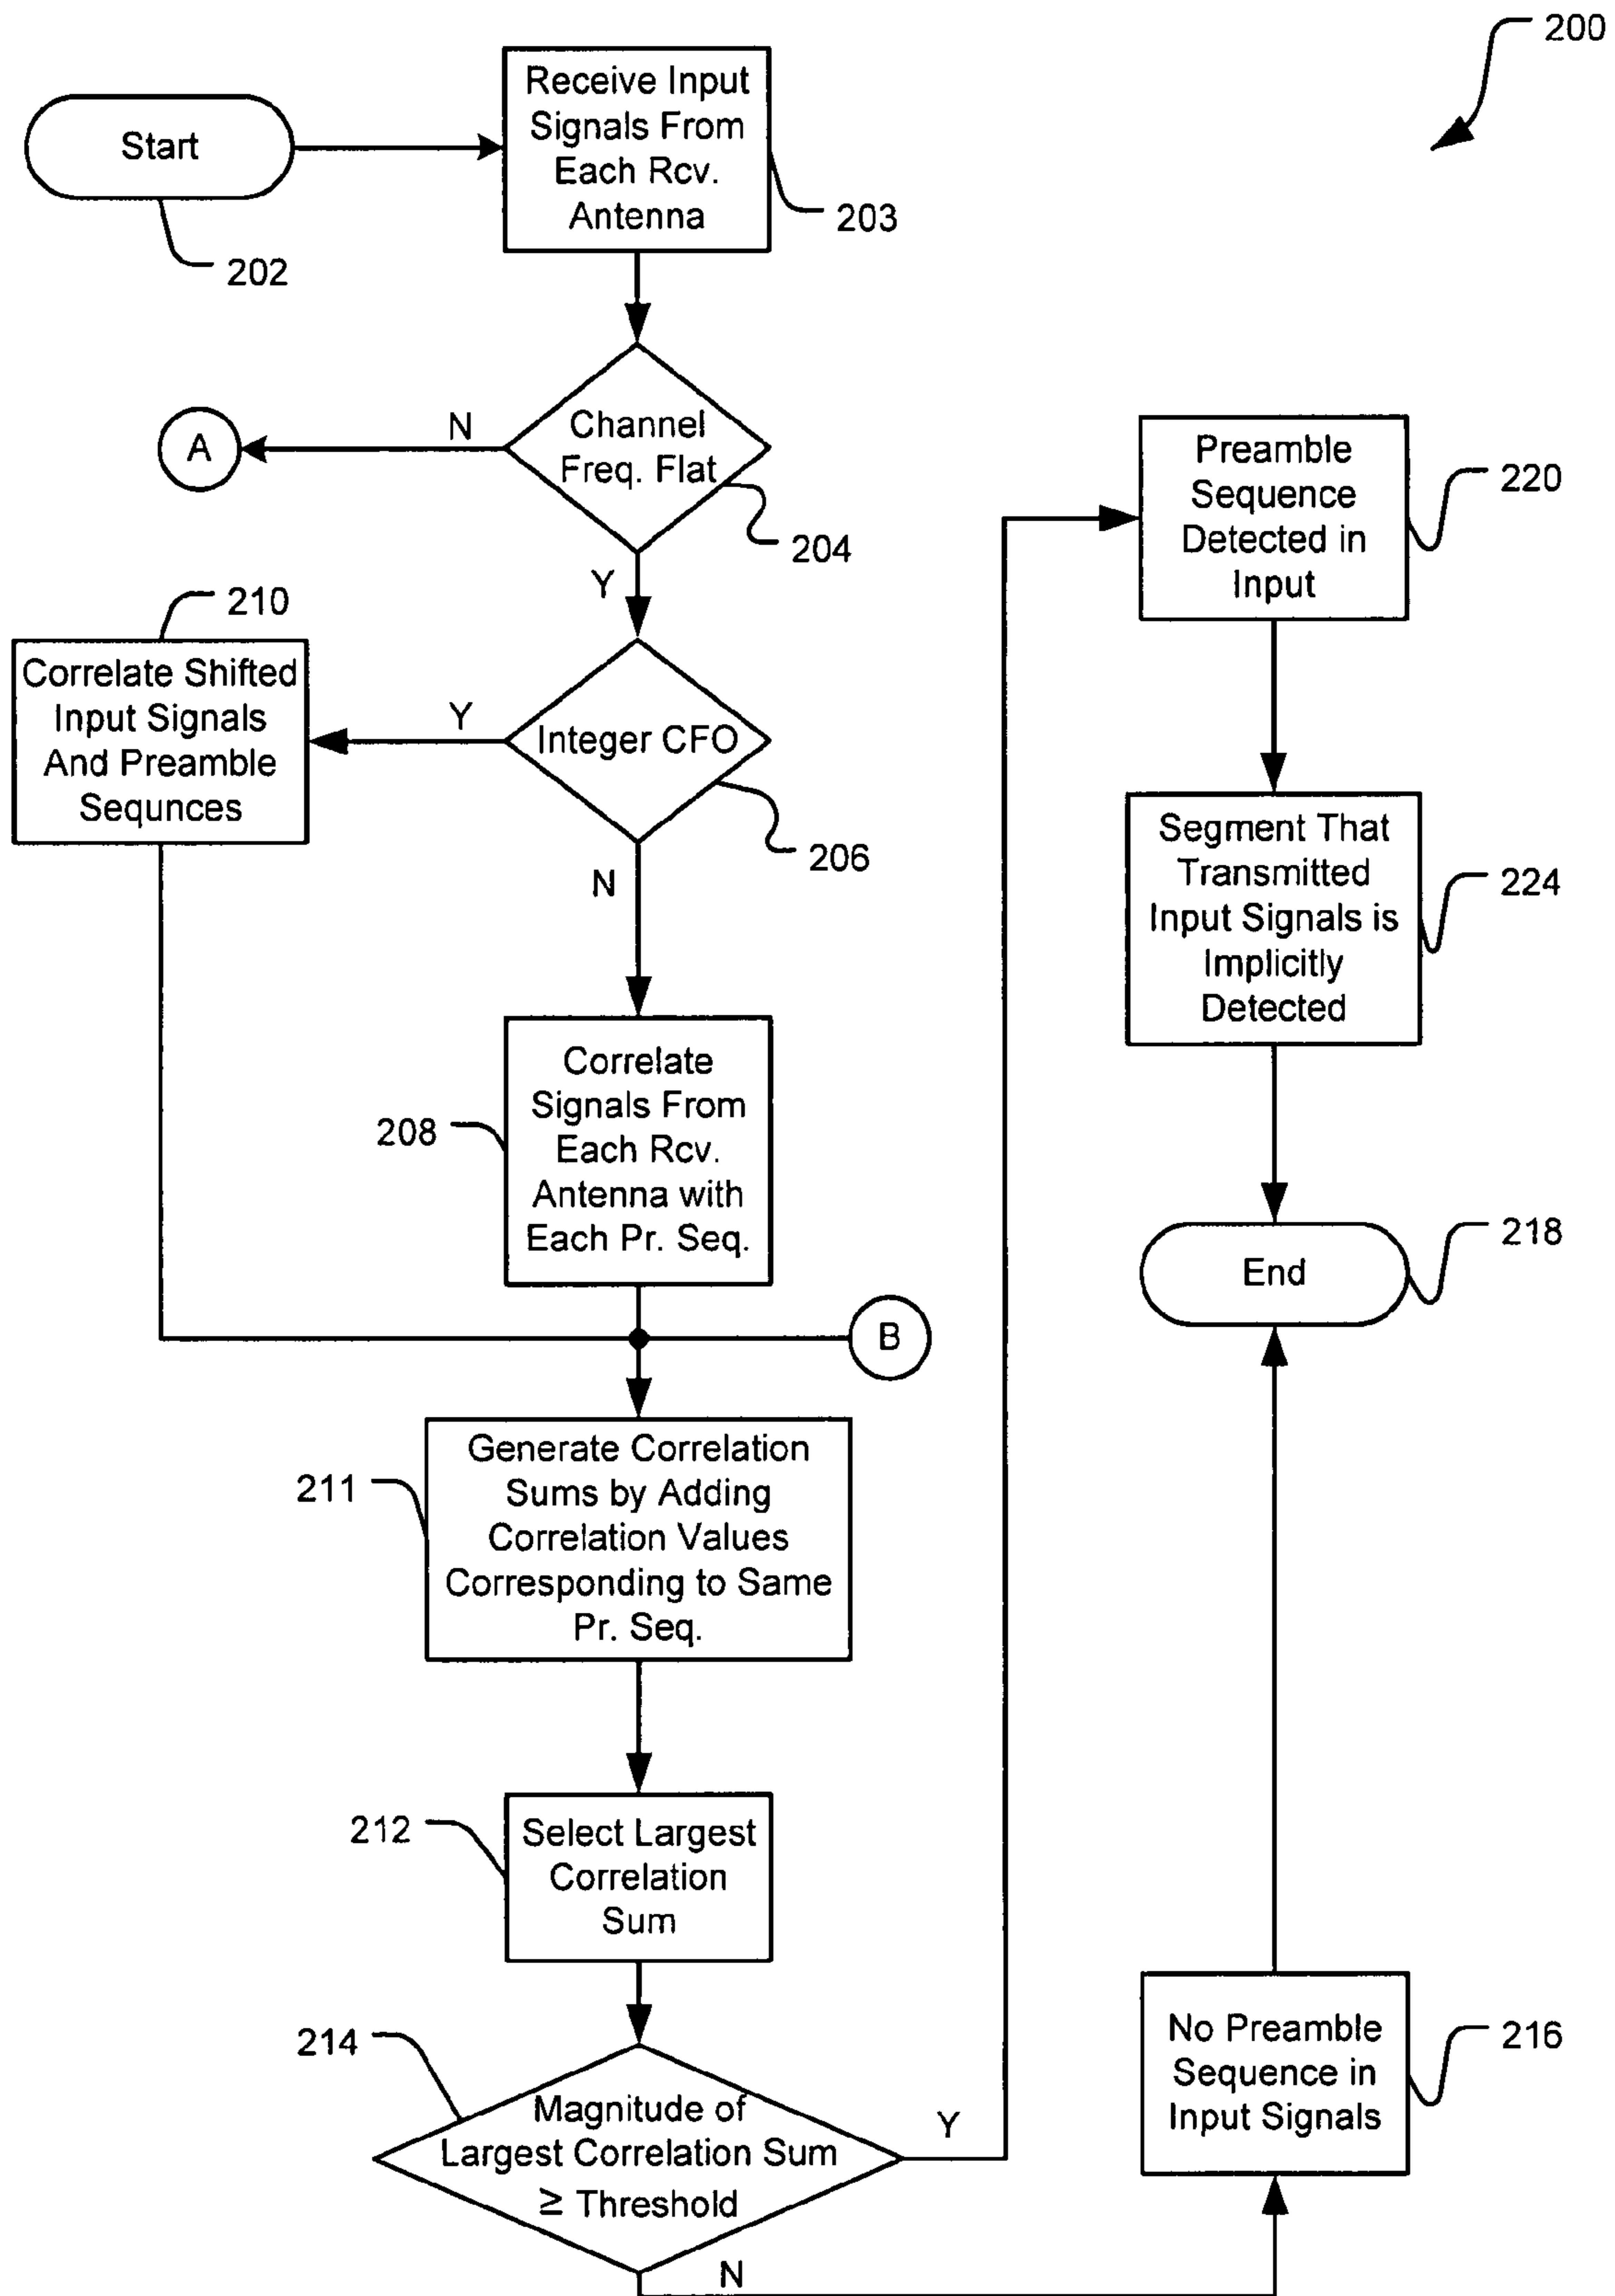 200
Start
202
Receive Input
Signals From
Each Rcv.
Antenna
203
Channel
Freq. Flat
204
N
A
Y
Integer CFO
206
Y
210
Correlate Shifted
Input Signals
And Preamble
Sequnces
N
208
Correlate
Signals From
Each Rcv.
Antenna with
Each Pr. Seq.
B
211
Generate Correlation
Sums by Adding
Correlation Values
Corresponding to Same
Pr. Seq.
212
Select Largest
Correlation
Sum
214
Magnitude of
Largest Correlation Sum
≥ Threshold
Y
N
Preamble
Sequence
Detected in
Input
220
Segment That
Transmitted
Input Signals is
Implicitly
Detected
224
End
218
No Preamble
Sequence in
Input Signals
216